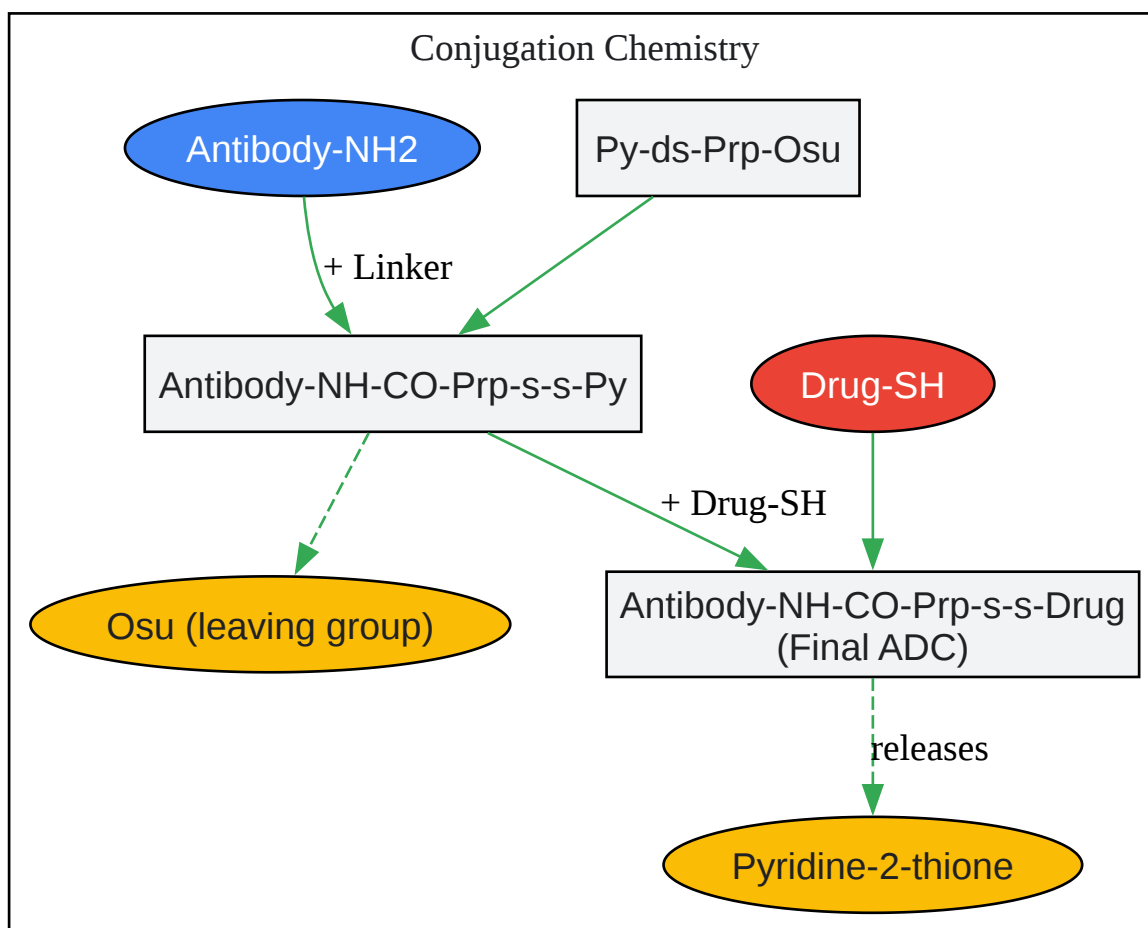 Conjugation Chemistry
Antibody-NH2
Py-ds-Prp-Osu
+ Linker
Antibody-NH-CO-Prp-s-s-Py
Drug-SH
+ Drug-SH
Osu (leaving group)
Antibody-NH-CO-Prp-s-s-Drug
(Final ADC)
releases
Pyridine-2-thione